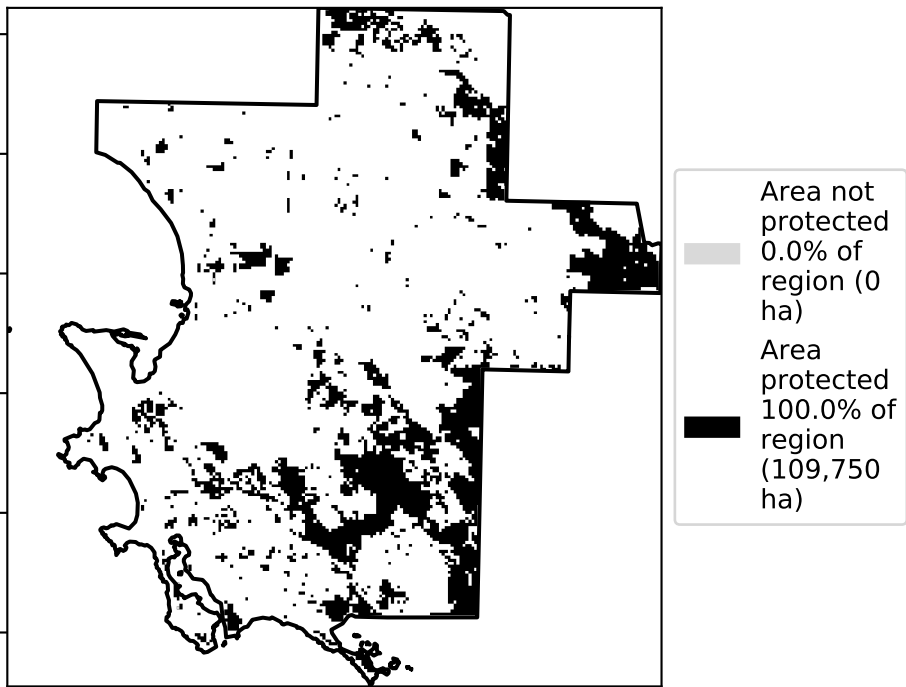 Area not
protected
0.0% of
region (0
ha)
Area
protected
100.0% of
region
(109,750
ha)